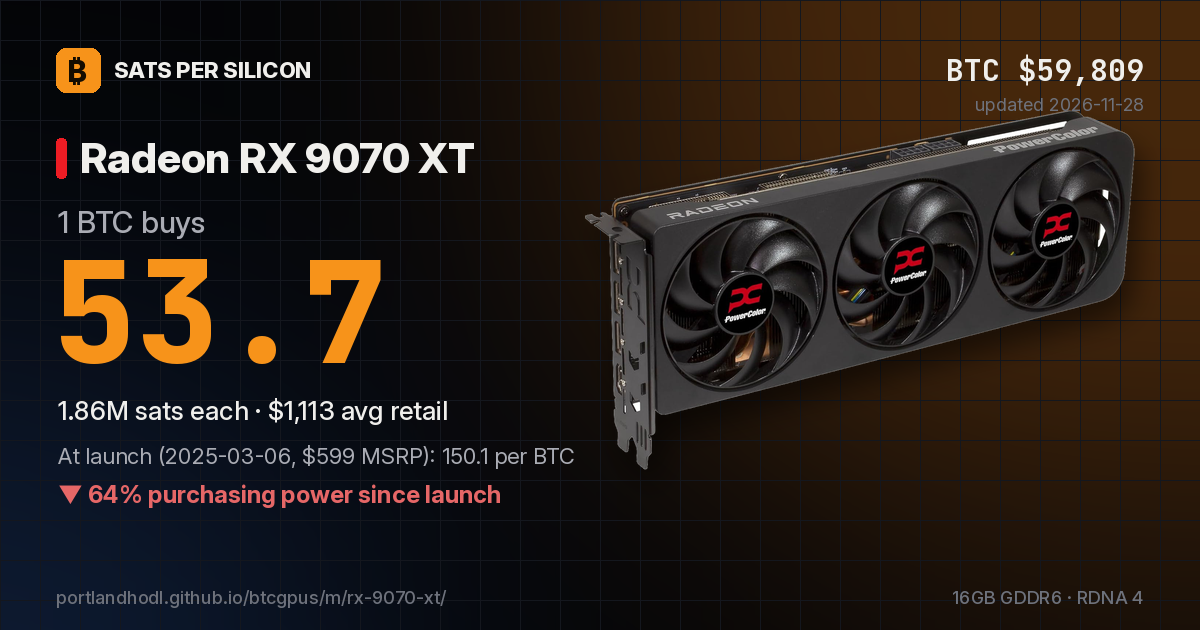 SATS PER SILICON
BTC $59,809
updated 2026-11-28
Radeon RX 9070 XT
1 BTC buys
53.7
1.86M sats each · $1,113 avg retail
At launch (2025-03-06, $599 MSRP): 150.1 per BTC
▼ 64% purchasing power since launch
RADEON
PowerColor
PowerColor
PowerColor
PowerColor
portlandhodl.github.io/btcgpus/m/rx-9070-xt/
16GB GDDR6 · RDNA 4